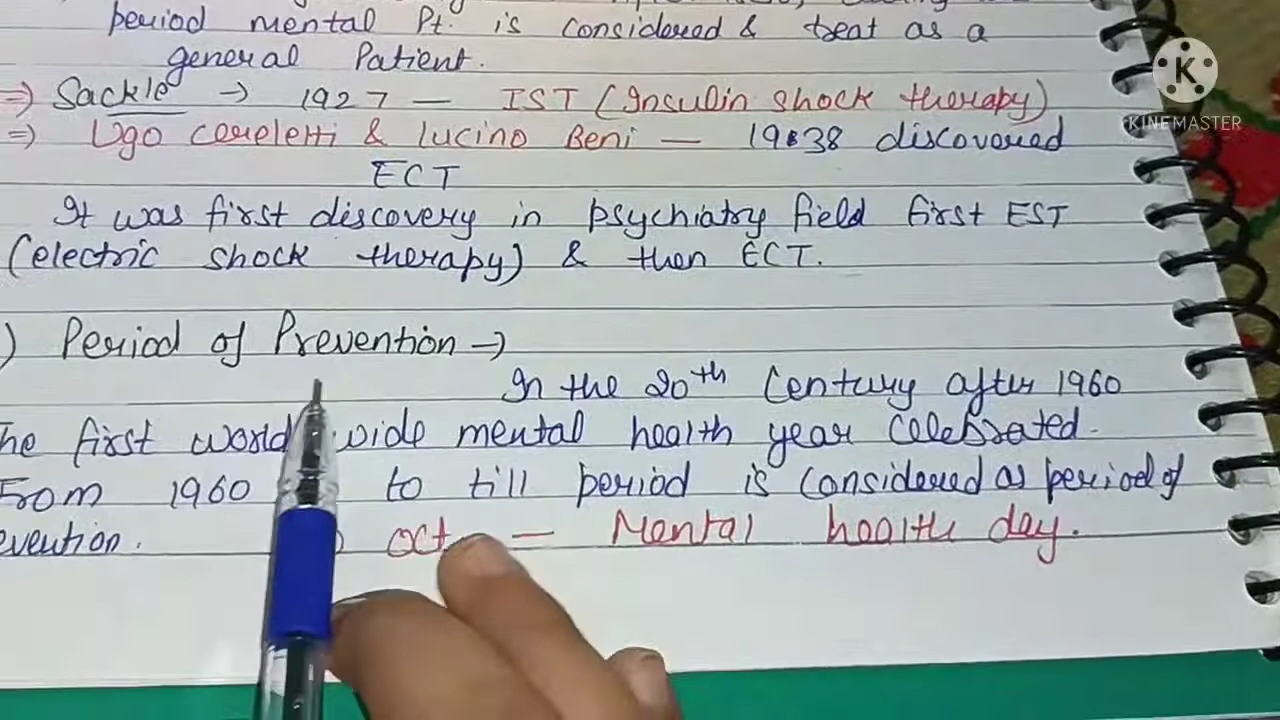 period mental Pt. is considered & treat as a
general Patient.
=> Sackle -> 1927 — IST (Insulin shock therapy)
=> Ugo cereletti & Lucino Beni — 1938 discovered
ECT
It was first discovery in psychiatry field first EST
(electric shock therapy) & then ECT.
) Period of Prevention ->
In the 20th Century after 1960
he first world wide mental health year celebrated.
From 1960 to till period is considered as period of
evention. oct — Mental health day.
K
KINEMASTER